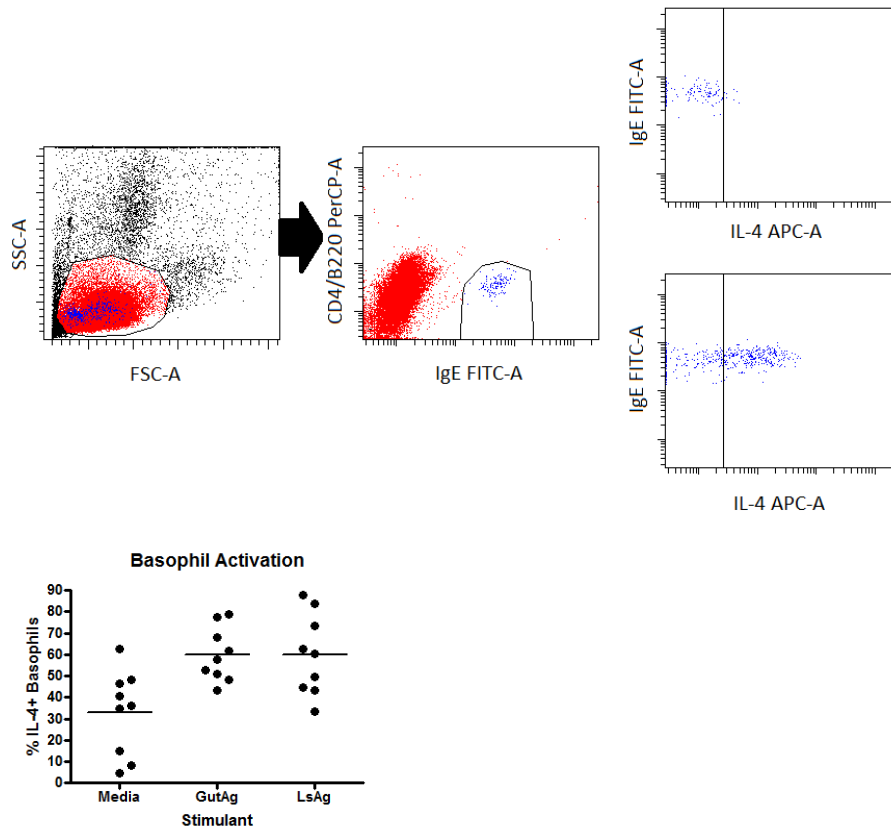 SSC-A
FSC-A
CD4/B220 PerCP-A
IgE FITC-A
IgE FITC-A
IL-4 APC-A
IgE FITC-A
IL-4 APC-A
Basophil Activation
% IL-4+ Basophils
90
80
70
60
50
40
30
20
10
0
Media GutAg LsAg
Stimulant